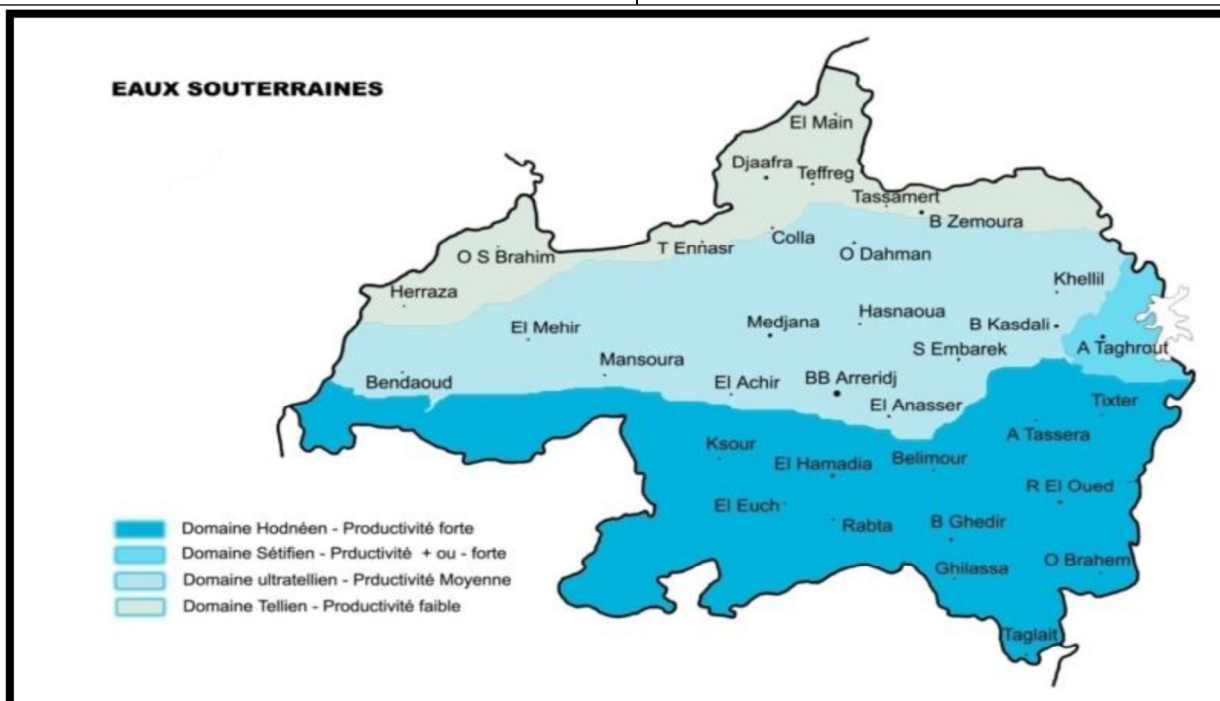 EAUX SOUTERRAINES
El Main
Djaafra
Teffreg
Tassamert
B Zemoura
Colla
T Ennasr
O Dahman
O S Brahim
Khellil
Herraza
Hasnaoua
B Kasdali
El Mehir
Medjana
S Embarek
A Taghrout
Mansoura
Bendaoud
El Achir
BB Arreridj
El Anasser
Tixter
A Tassera
Ksour
El Hamadia
Belimour
R El Oued
El Euch
Rabta
B Ghedir
Ghilassa
O Brahem
Taglait
Domaine Hodnéen - Productivité forte
Domaine Sétifien - Prductivité + ou - forte
Domaine ultratellien - Prductivité Moyenne
Domaine Tellien - Productivité faible